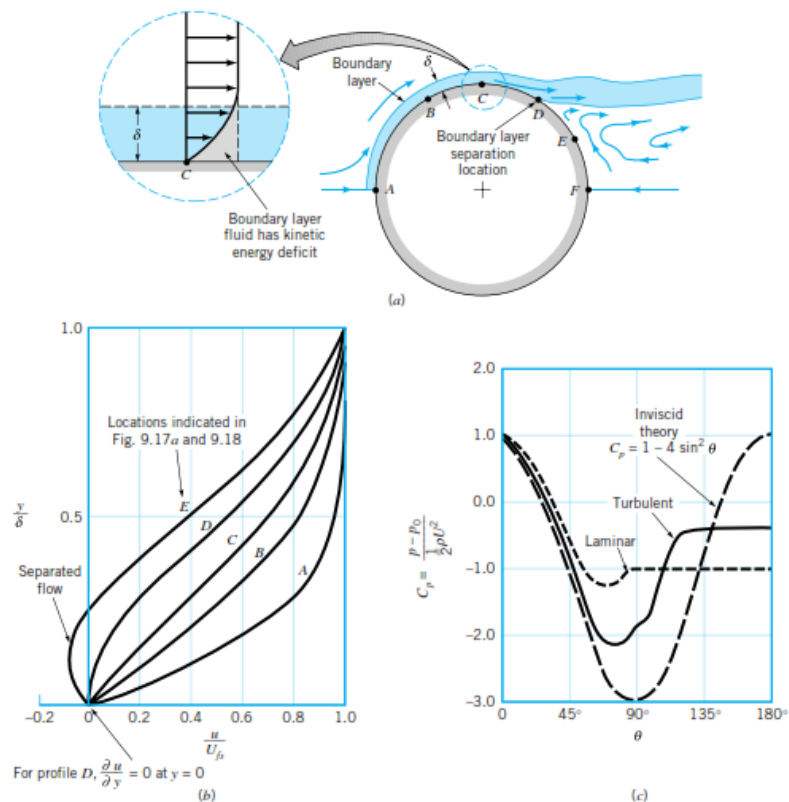 Boundary
layer
δ
δ
C
B
C
D
E
Boundary layer
separation
location
A
F
Boundary layer
fluid has kinetic
energy deficit
(a)
1.0
Locations indicated in
Fig. 9.17a and 9.18
E
D
C
B
A
y
δ
0.5
Separated
flow
–0.2
0
0.2
0.4
0.6
0.8
1.0
u
U_fs
For profile D, ∂u/∂y = 0 at y = 0
(b)
2.0
1.0
0.0
–1.0
–2.0
–3.0
Inviscid
theory
C_p = 1 – 4 sin² θ
Turbulent
Laminar
C_p = (p – p_0) / (½ρU²)
0
45°
90°
135°
180°
θ
(c)